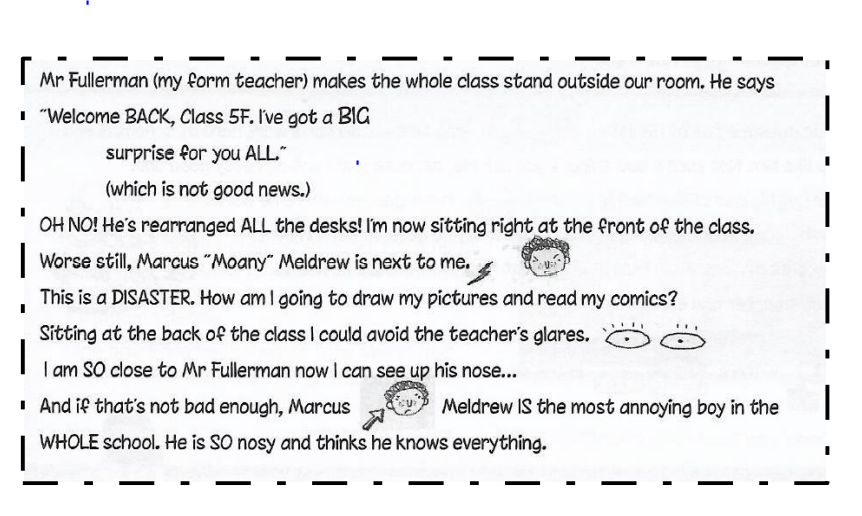 Mr Fullerman (my form teacher) makes the whole class stand outside our room. He says
"Welcome BACK, Class 5F. I've got a BIG
surprise for you ALL."
(which is not good news.)
OH NO! He's rearranged ALL the desks! I'm now sitting right at the front of the class.
Worse still, Marcus "Moany" Meldrew is next to me.
This is a DISASTER. How am I going to draw my pictures and read my comics?
Sitting at the back of the class I could avoid the teacher's glares.
I am SO close to Mr Fullerman now I can see up his nose...
And if that's not bad enough, Marcus Meldrew IS the most annoying boy in the
WHOLE school. He is SO nosy and thinks he knows everything.